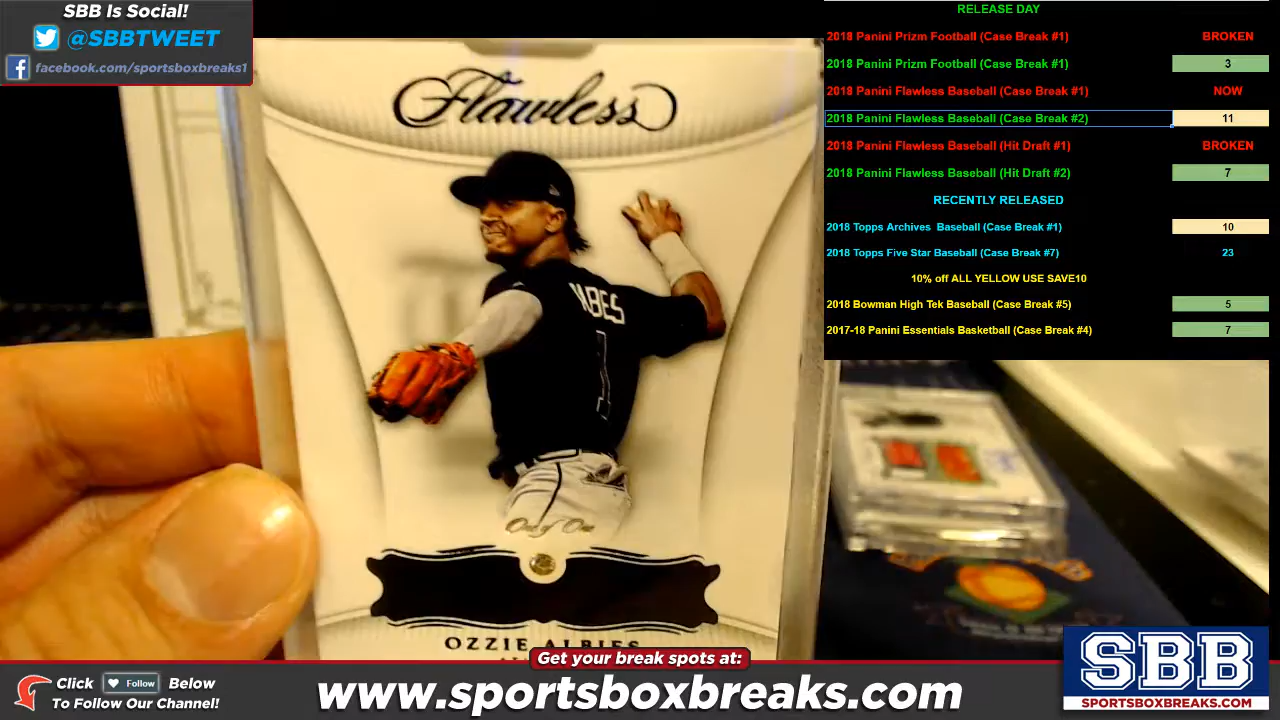 SBB Is Social!
@SBBTWEET
facebook.com/sportsboxbreaks1
RELEASE DAY
2018 Panini Prizm Football (Case Break #1) BROKEN
2018 Panini Prizm Football (Case Break #1) 3
2018 Panini Flawless Baseball (Case Break #1) NOW
2018 Panini Flawless Baseball (Case Break #2) 11
2018 Panini Flawless Baseball (Hit Draft #1) BROKEN
2018 Panini Flawless Baseball (Hit Draft #2) 7
RECENTLY RELEASED
2018 Topps Archives Baseball (Case Break #1) 10
2018 Topps Five Star Baseball (Case Break #7) 23
10% off ALL YELLOW USE SAVE10
2018 Bowman High Tek Baseball (Case Break #5) 5
2017-18 Panini Essentials Basketball (Case Break #4) 7
Flawless
1
One of One
OZZIE ALBIES
Get your break spots at:
Click Follow Below
To Follow Our Channel!
www.sportsboxbreaks.com
SBB
SPORTSBOXBREAKS.COM